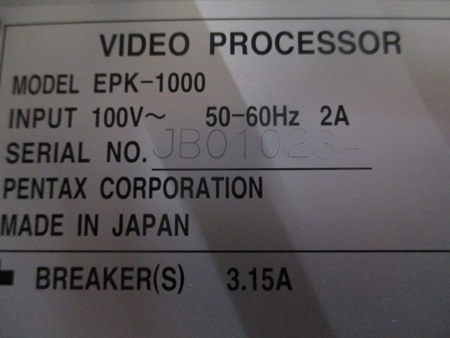 VIDEO PROCESSOR
MODEL EPK-1000
INPUT 100V~ 50-60Hz 2A
SERIAL NO. JB010234
PENTAX CORPORATION
MADE IN JAPAN
BREAKER(S) 3.15A